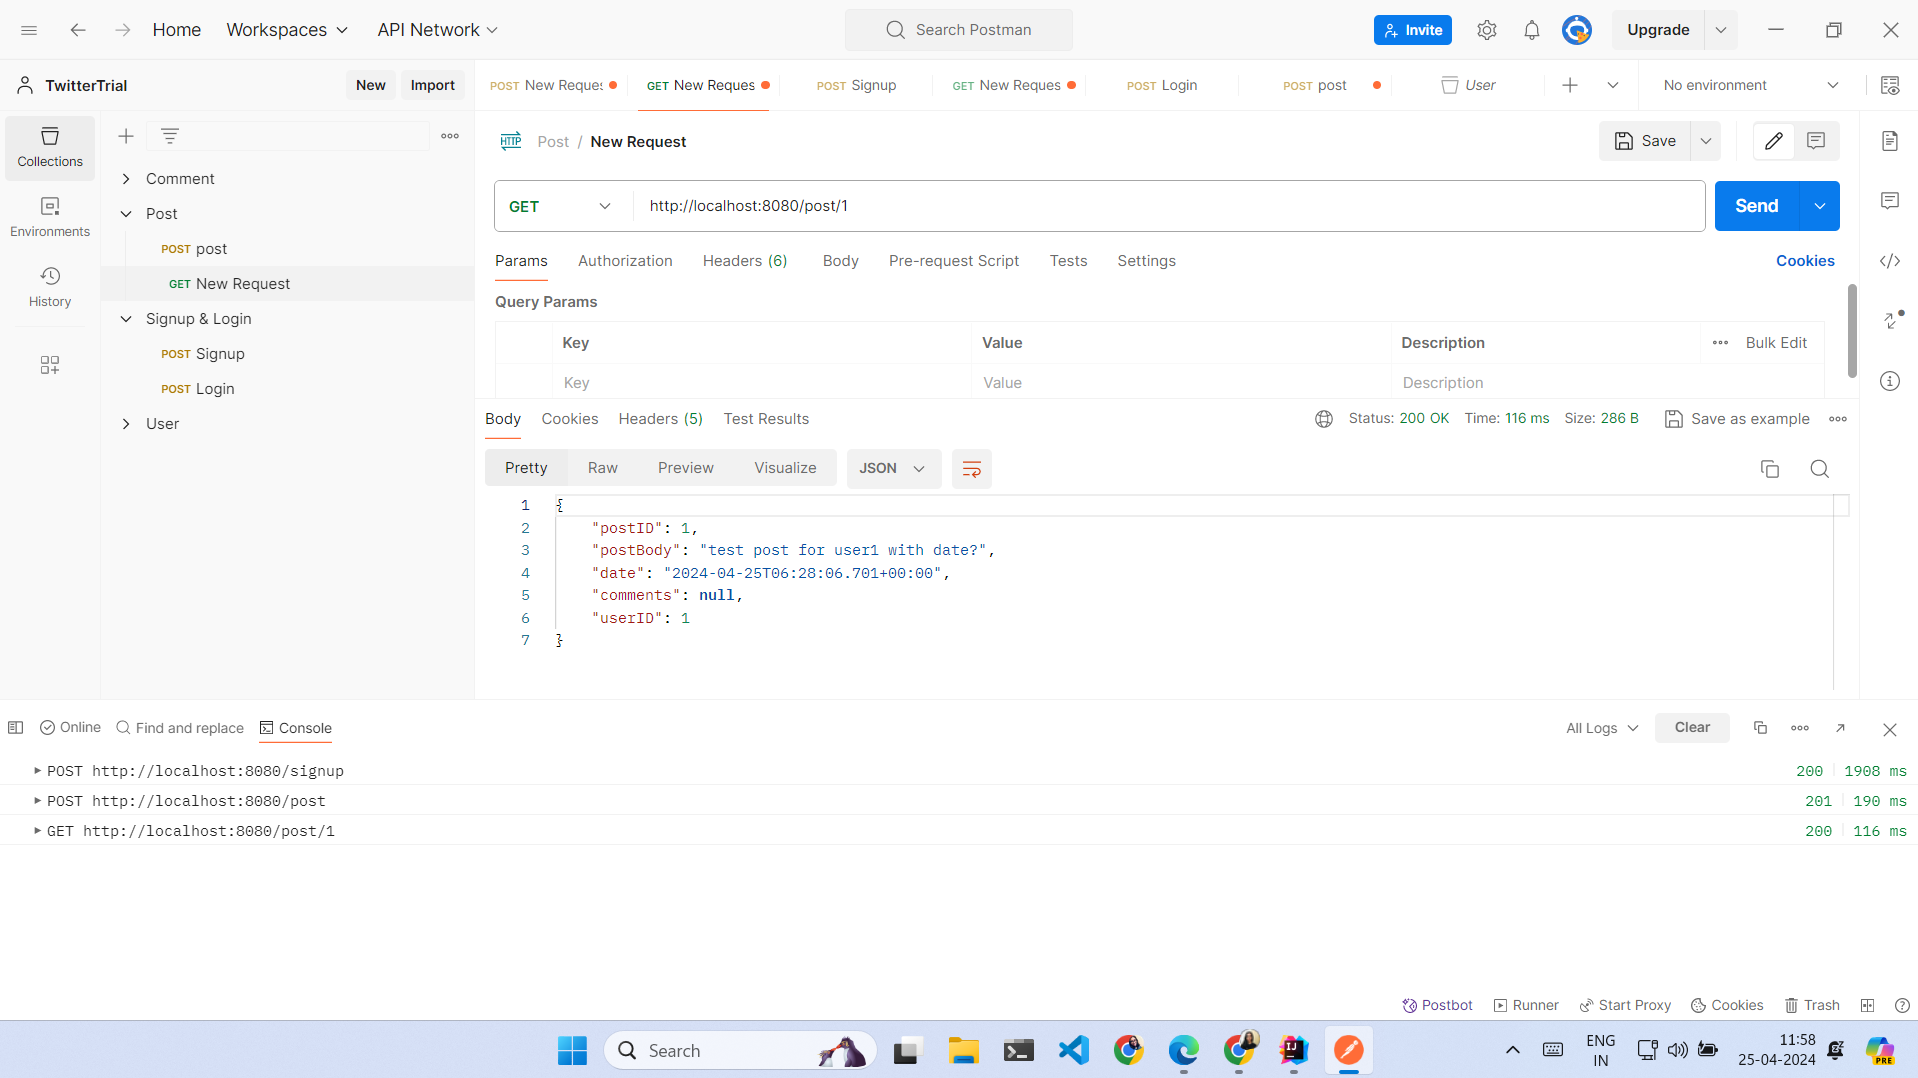 Home Workspaces API Network Search Postman Invite Upgrade
TwitterTrial New Import POST New Reques GET New Reques POST Signup GET New Reques POST Login POST post User No environment
Collections
Environments
History
Comment
Post
POST post
GET New Request
Signup & Login
POST Signup
POST Login
User
HTTP Post / New Request Save
GET http://localhost:8080/post/1 Send
Params Authorization Headers (6) Body Pre-request Script Tests Settings Cookies
Query Params
Key Value Description Bulk Edit
Key Value Description
Body Cookies Headers (5) Test Results Status: 200 OK Time: 116 ms Size: 286 B Save as example
Pretty Raw Preview Visualize JSON
1 {
2 "postID": 1,
3 "postBody": "test post for user1 with date?",
4 "date": "2024-04-25T06:28:06.701+00:00",
5 "comments": null,
6 "userID": 1
7 }
Online Find and replace Console All Logs Clear
POST http://localhost:8080/signup 200 1908 ms
POST http://localhost:8080/post 201 190 ms
GET http://localhost:8080/post/1 200 116 ms
Postbot Runner Start Proxy Cookies Trash
Search ENG 11:58
IN 25-04-2024 PRE